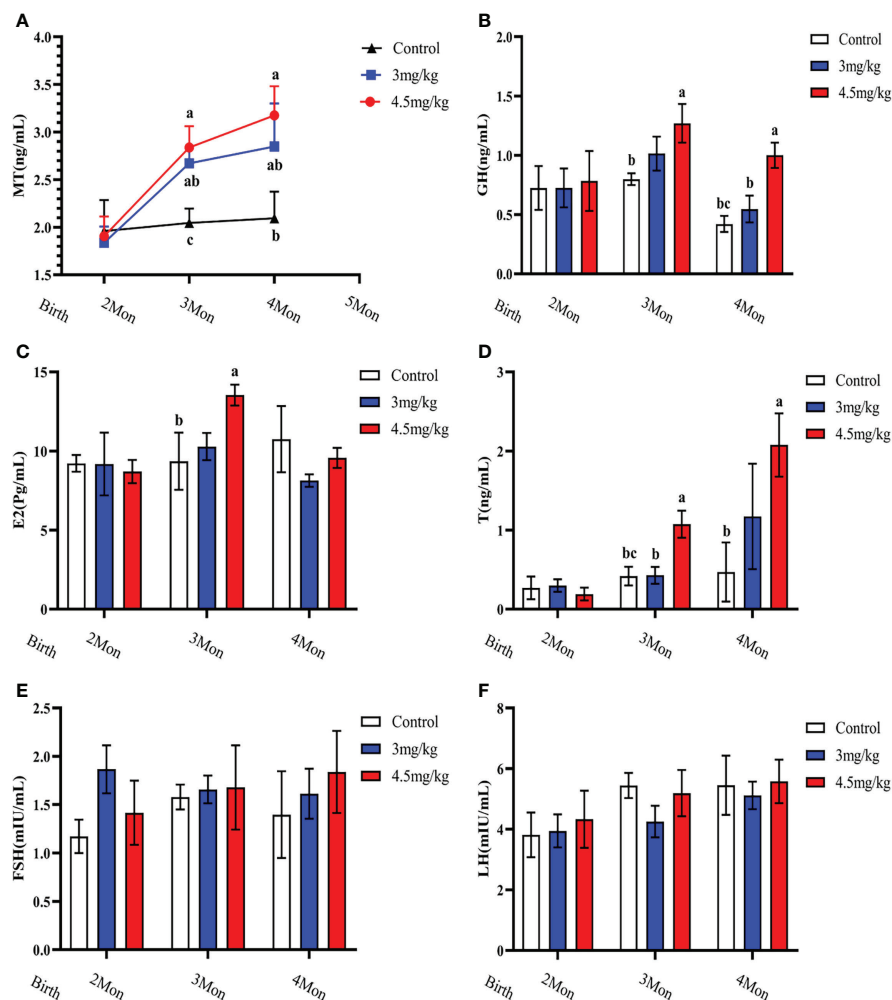 A
MT(ng/mL)
4.0
3.5
3.0
2.5
2.0
1.5
a
a
ab
ab
c
b
Birth
2Mon
3Mon
4Mon
5Mon
Control
3mg/kg
4.5mg/kg
B
GH(ng/mL)
2.0
1.5
1.0
0.5
0.0
b
a
bc
b
a
Birth
2Mon
3Mon
4Mon
Control
3mg/kg
4.5mg/kg
C
E2(Pg/mL)
15
10
5
0
b
a
Birth
2Mon
3Mon
4Mon
Control
3mg/kg
4.5mg/kg
D
T(ng/mL)
3
2
1
0
bc
b
a
b
a
Birth
2Mon
3Mon
4Mon
Control
3mg/kg
4.5mg/kg
E
FSH(mIU/mL)
2.5
2.0
1.5
1.0
0.5
0.0
Birth
2Mon
3Mon
4Mon
Control
3mg/kg
4.5mg/kg
F
LH(mIU/mL)
8
6
4
2
0
Birth
2Mon
3Mon
4Mon
Control
3mg/kg
4.5mg/kg